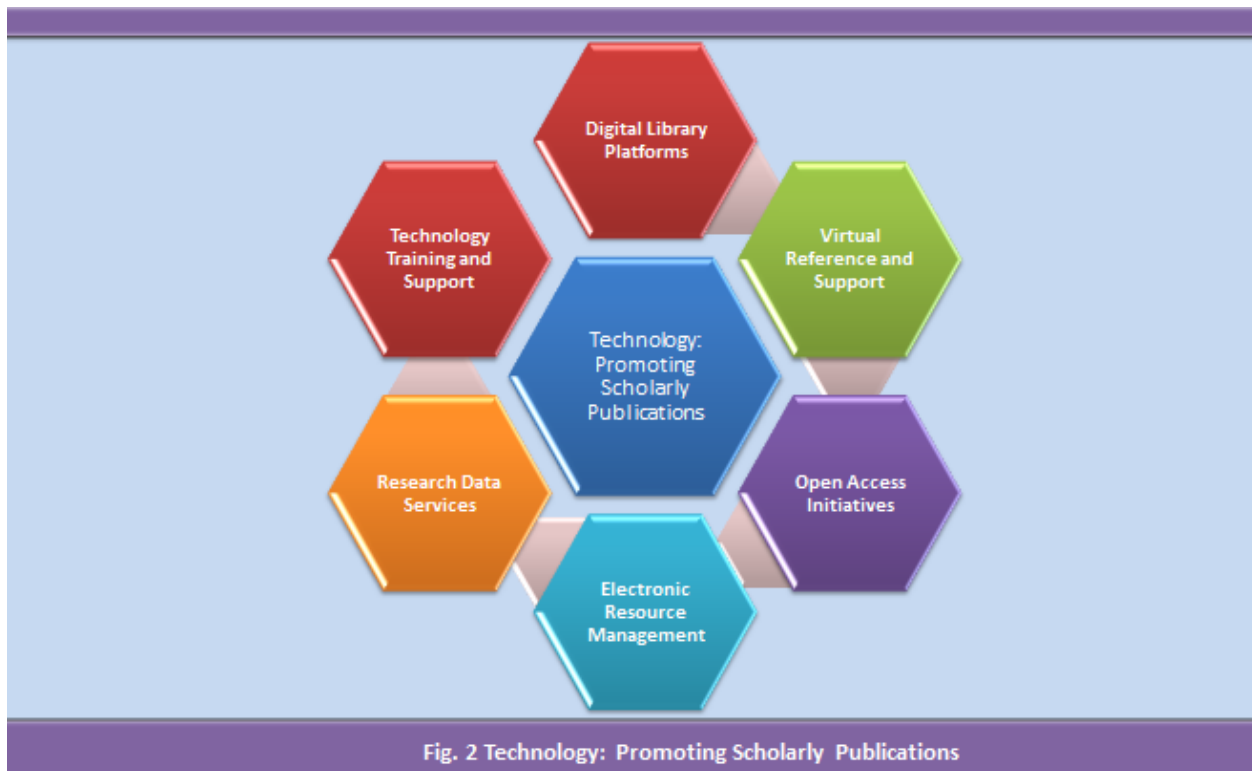 Digital Library
Platforms
Technology
Training and
Support
Virtual
Reference and
Support
Technology:
Promoting
Scholarly
Publications
Research Data
Services
Open Access
Initiatives
Electronic
Resource
Management
Fig. 2 Technology: Promoting Scholarly Publications